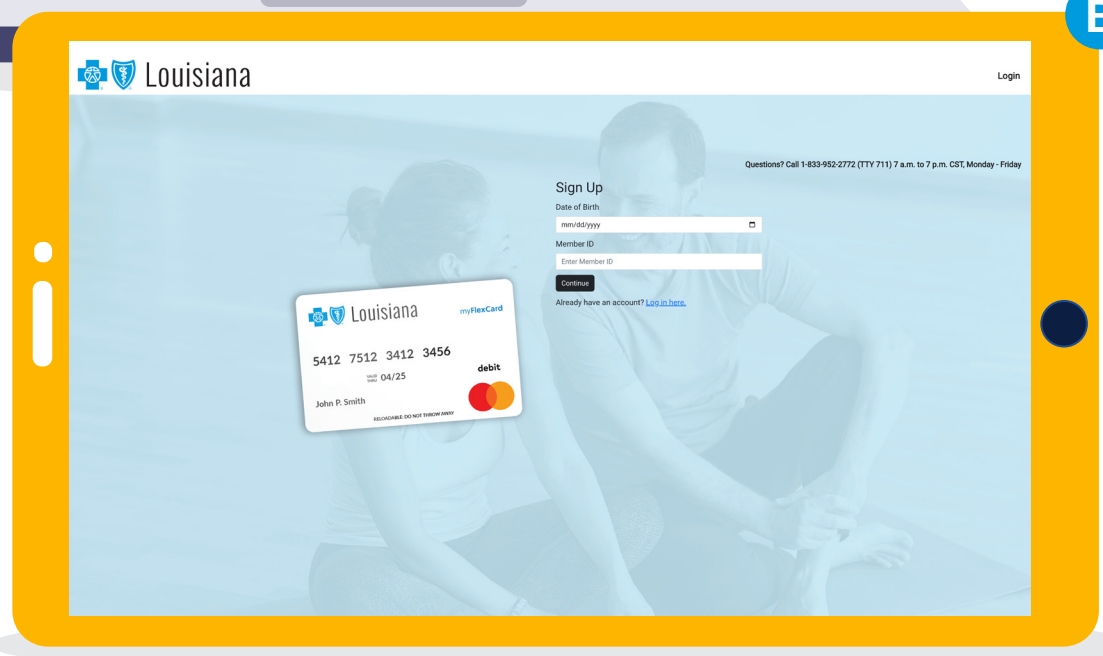 Louisiana
Login
Questions? Call 1-833-952-2772 (TTY 711) 7 a.m. to 7 p.m. CST, Monday - Friday
Sign Up
Date of Birth
mm/dd/yyyy
Member ID
Enter Member ID
Continue
Already have an account? Log in here.
Louisiana
myFlexCard
5412 7512 3412 3456
VALID THRU 04/25
debit
John P. Smith
RELOADABLE: DO NOT THROW AWAY